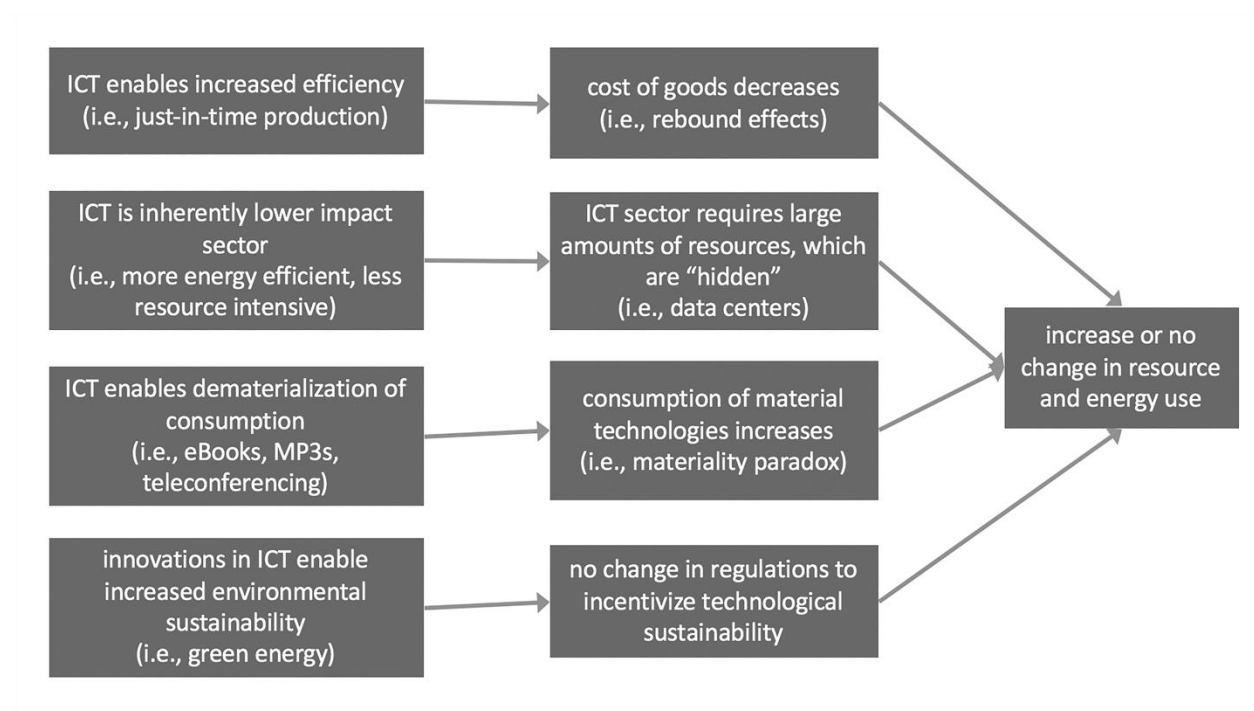 ICT enables increased efficiency
(i.e., just-in-time production)
cost of goods decreases
(i.e., rebound effects)
ICT is inherently lower impact
sector
(i.e., more energy efficient, less
resource intensive)
ICT sector requires large
amounts of resources, which
are “hidden”
(i.e., data centers)
ICT enables dematerialization of
consumption
(i.e., eBooks, MP3s,
teleconferencing)
consumption of material
technologies increases
(i.e., materiality paradox)
innovations in ICT enable
increased environmental
sustainability
(i.e., green energy)
no change in regulations to
incentivize technological
sustainability
increase or no
change in resource
and energy use